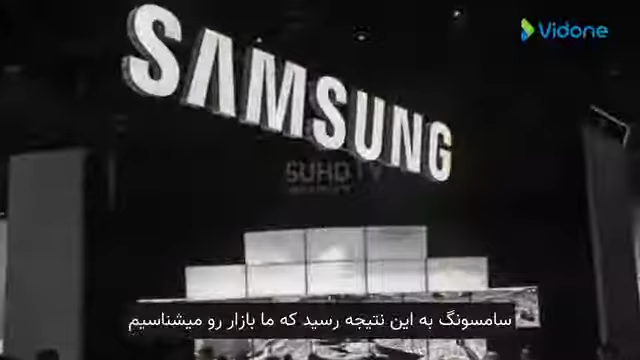 Vidone
SAMSUNG
SUHD TV
سامسونگ به این نتیجه رسید که ما بازار رو میشناسیم